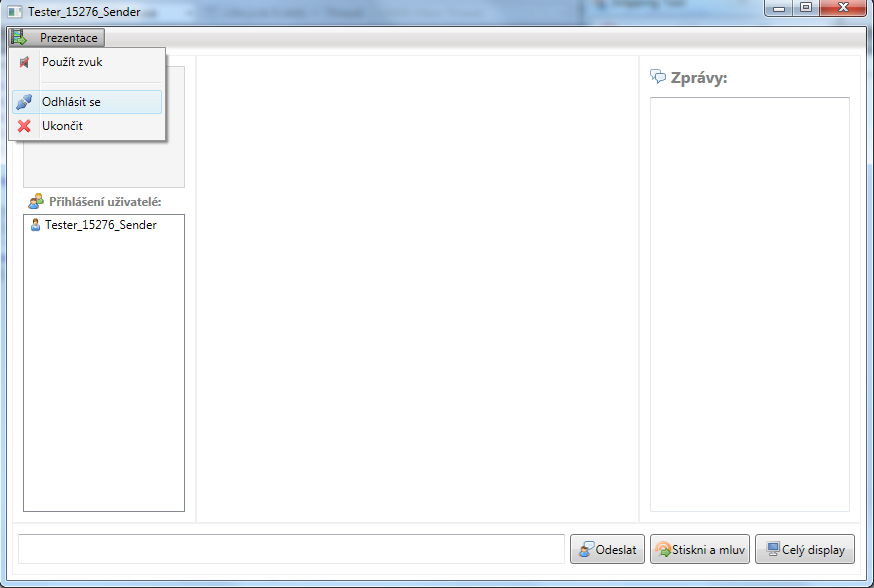 Tester_15276_Sender
Prezentace
Použít zvuk
Odhlásit se
Ukončit
Přihlášení uživatelé:
Tester_15276_Sender
Zprávy:
Odeslat
Stiskni a mluv
Celý display